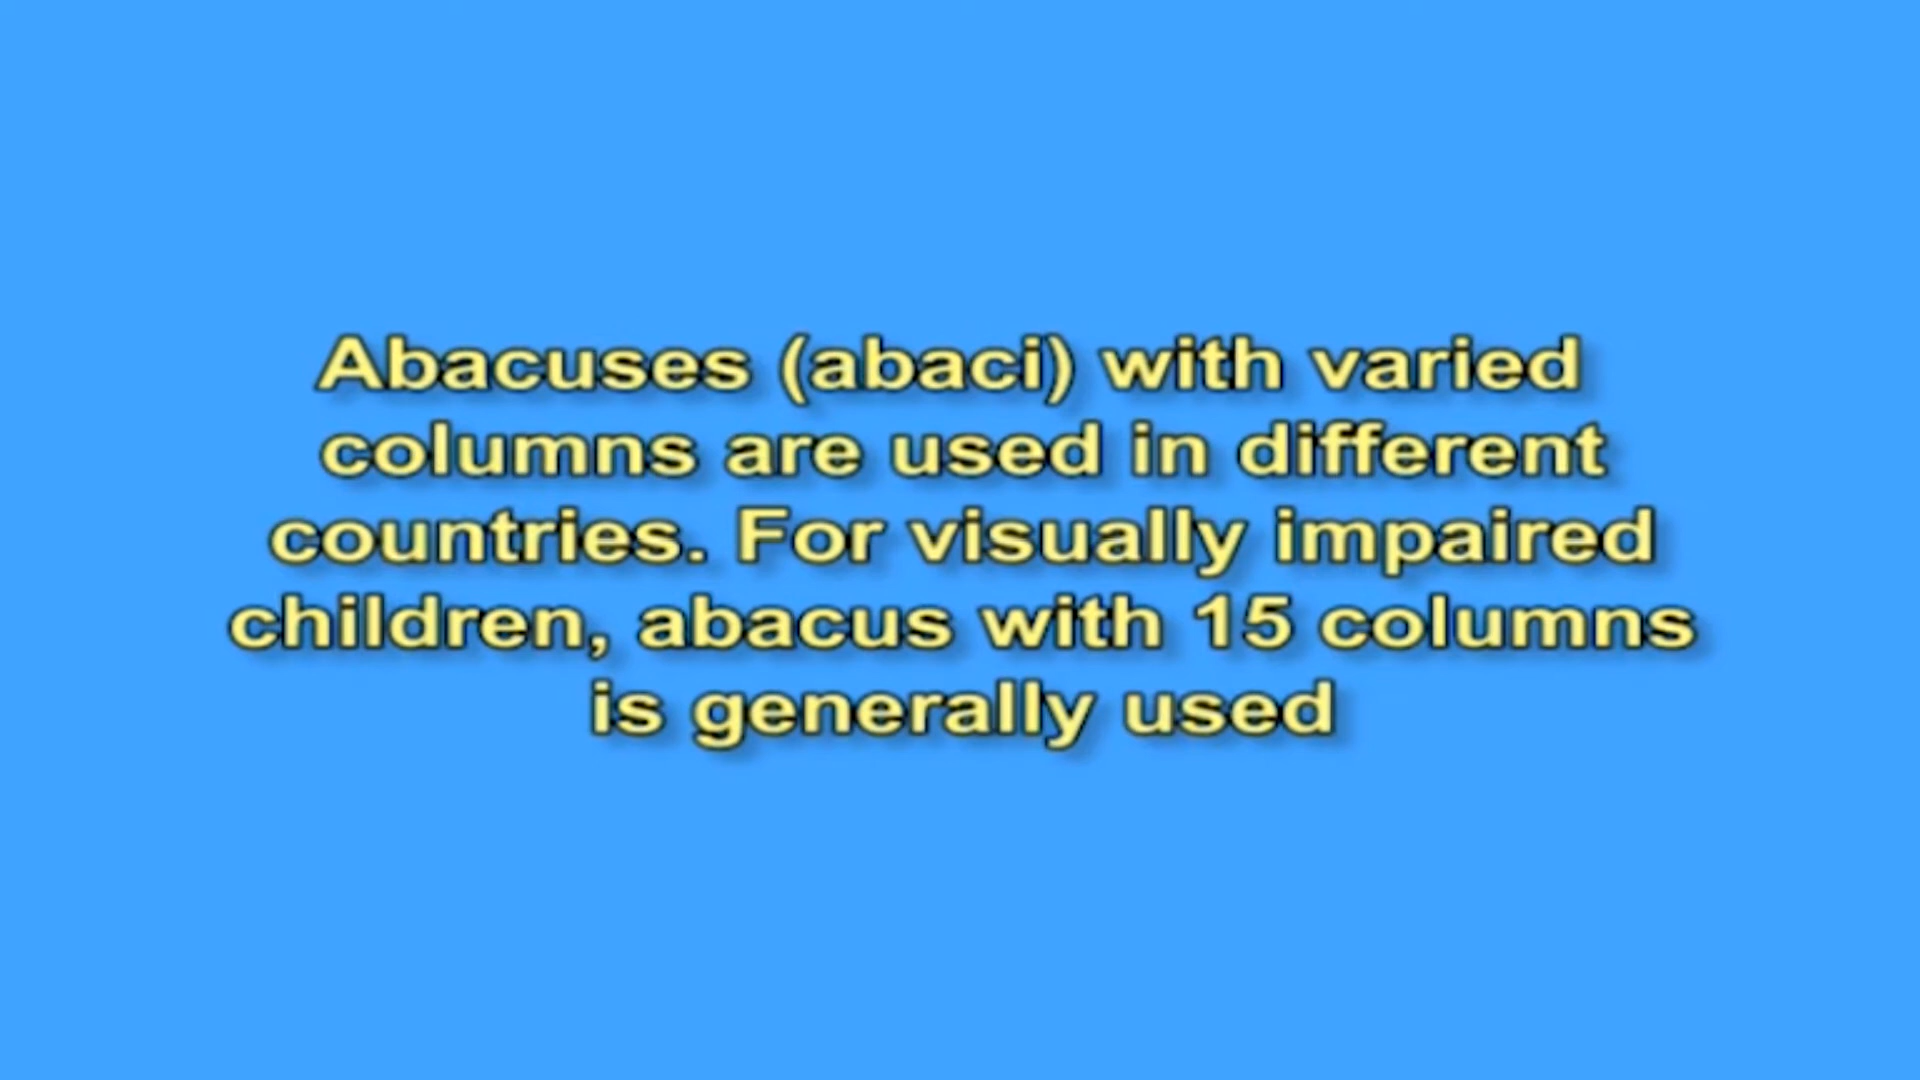 Abacuses (abaci) with varied
columns are used in different
countries. For visually impaired
children, abacus with 15 columns
is generally used